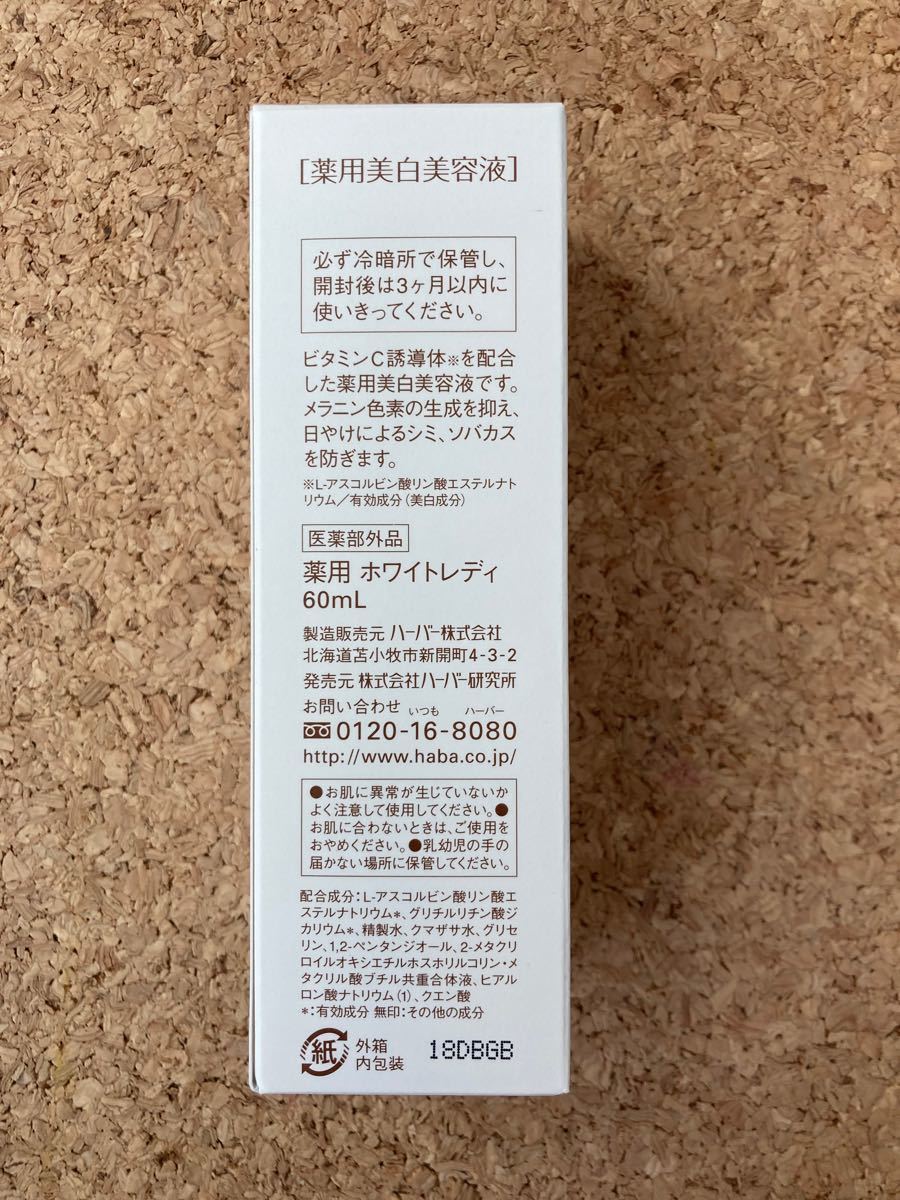 [薬用美白美容液]
必ず冷暗所で保管し、
開封後は3ヶ月以内に
使いきってください。
ビタミンC誘導体※を配合
した薬用美白美容液です。
メラニン色素の生成を抑え、
日やけによるシミ、ソバカス
を防ぎます。
※L-アスコルビン酸リン酸エステルナト
リウム/有効成分(美白成分)
医薬部外品
薬用 ホワイトレディ
60mL
製造販売元 ハーバー株式会社
北海道苫小牧市新開町4-3-2
発売元 株式会社ハーバー研究所
お問い合わせ いつも ハーバー
0120-16-8080
http://www.haba.co.jp/
●お肌に異常が生じていないか
よく注意して使用してください。●
お肌に合わないときは、ご使用を
おやめください。●乳幼児の手の
届かない場所に保管してください。
配合成分:L-アスコルビン酸リン酸エ
ステルナトリウム*、グリチルリチン酸ジ
カリウム*、精製水、クマザサ水、グリセ
リン、1,2-ペンタンジオール、2-メタクリ
ロイルオキシエチルホスホリルコリン・メ
タクリル酸ブチル共重合体液、ヒアル
ロン酸ナトリウム(1)、クエン酸
*:有効成分 無印:その他の成分
紙 外箱
内包装
18DBGB